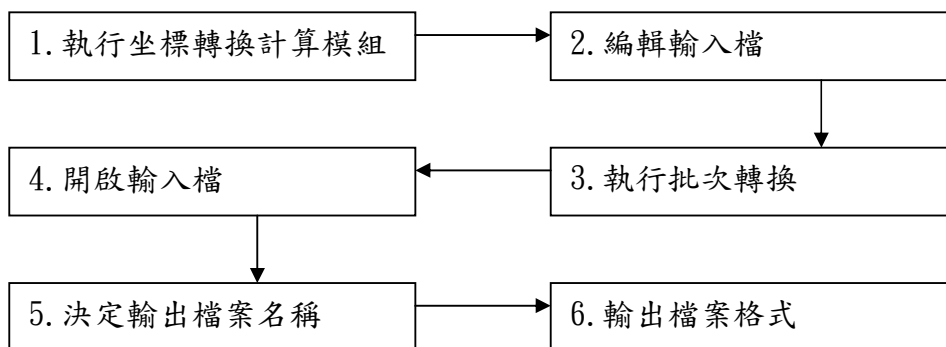 1.執行坐標轉換計算模組
2.編輯輸入檔
3.執行批次轉換
4.開啟輸入檔
5.決定輸出檔案名稱
6.輸出檔案格式